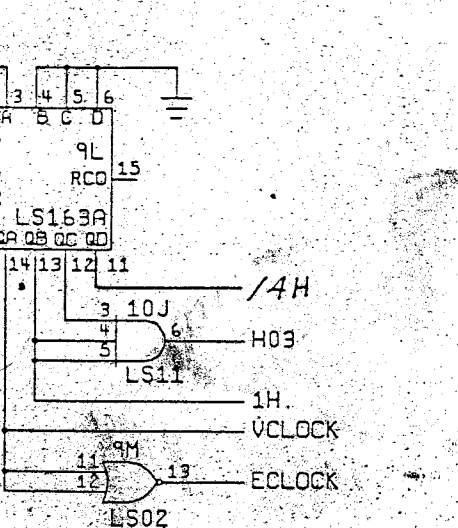 3 4 5 6
A B C D
9L
RCO 15
LS163A
QA QB QC QD
14 13 12 11
/4H
3 10J
4 6 H03
5
LS11
1H
VCLOCK
9M
11 13 ECLOCK
12
LS02